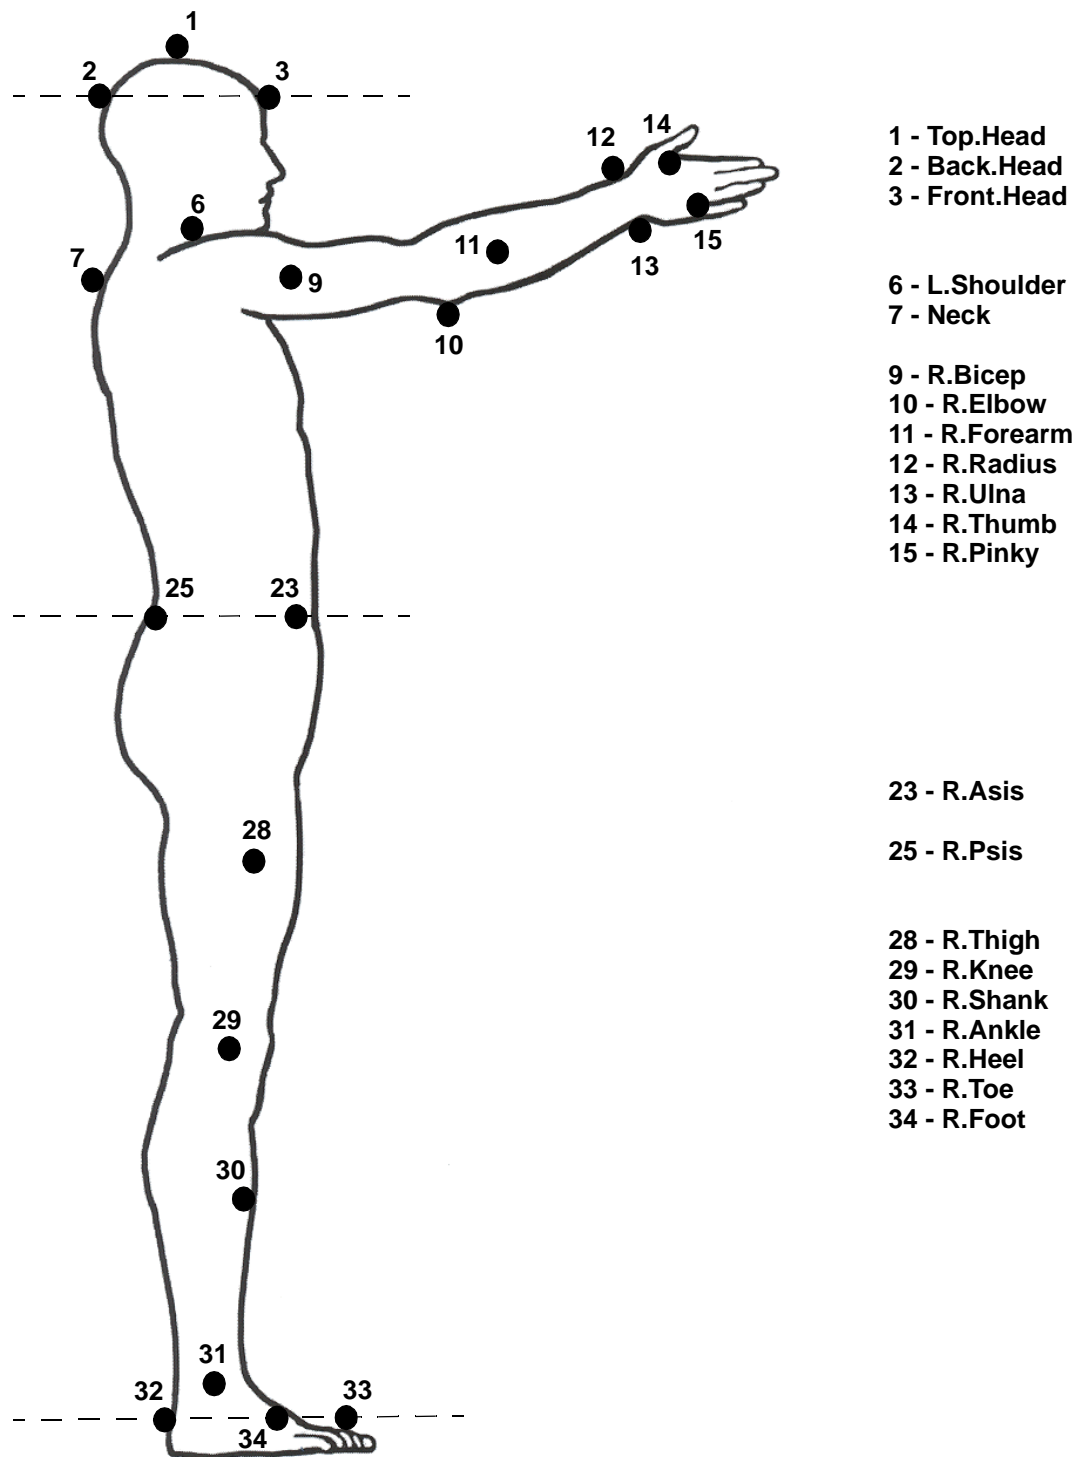 1
2
3
14
12
6
11
15
7
13
9
10
25
23
28
29
30
31
32
33
34
1 - Top.Head
2 - Back.Head
3 - Front.Head
6 - L.Shoulder
7 - Neck
9 - R.Bicep
10 - R.Elbow
11 - R.Forearm
12 - R.Radius
13 - R.Ulna
14 - R.Thumb
15 - R.Pinky
23 - R.Asis
25 - R.Psis
28 - R.Thigh
29 - R.Knee
30 - R.Shank
31 - R.Ankle
32 - R.Heel
33 - R.Toe
34 - R.Foot